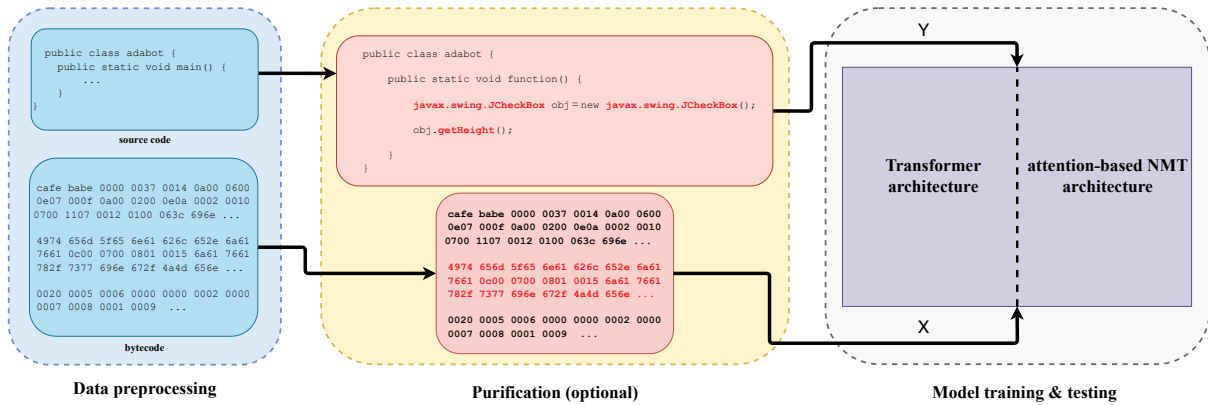 public class adabot {
public static void main() {
...
}
}
source code
cafe babe 0000 0037 0014 0a00 0600
0e07 000f 0a00 0200 0e0a 0002 0010
0700 1107 0012 0100 063c 696e ...
4974 656d 5f65 6e61 626c 652e 6a61
7661 0c00 0700 0801 0015 6a61 7661
782f 7377 696e 672f 4a4d 656e ...
0020 0005 0006 0000 0000 0002 0000
0007 0008 0001 0009 ...
bytecode
Data preprocessing
public class adabot {
public static void function() {
javax.swing.JCheckBox obj = new javax.swing.JCheckBox();
obj.getHeight();
}
}
cafe babe 0000 0037 0014 0a00 0600
0e07 000f 0a00 0200 0e0a 0002 0010
0700 1107 0012 0100 063c 696e ...
4974 656d 5f65 6e61 626c 652e 6a61
7661 0c00 0700 0801 0015 6a61 7661
782f 7377 696e 672f 4a4d 656e ...
0020 0005 0006 0000 0000 0002 0000
0007 0008 0001 0009 ...
Purification (optional)
Y
Transformer
architecture
attention-based NMT
architecture
X
Model training & testing